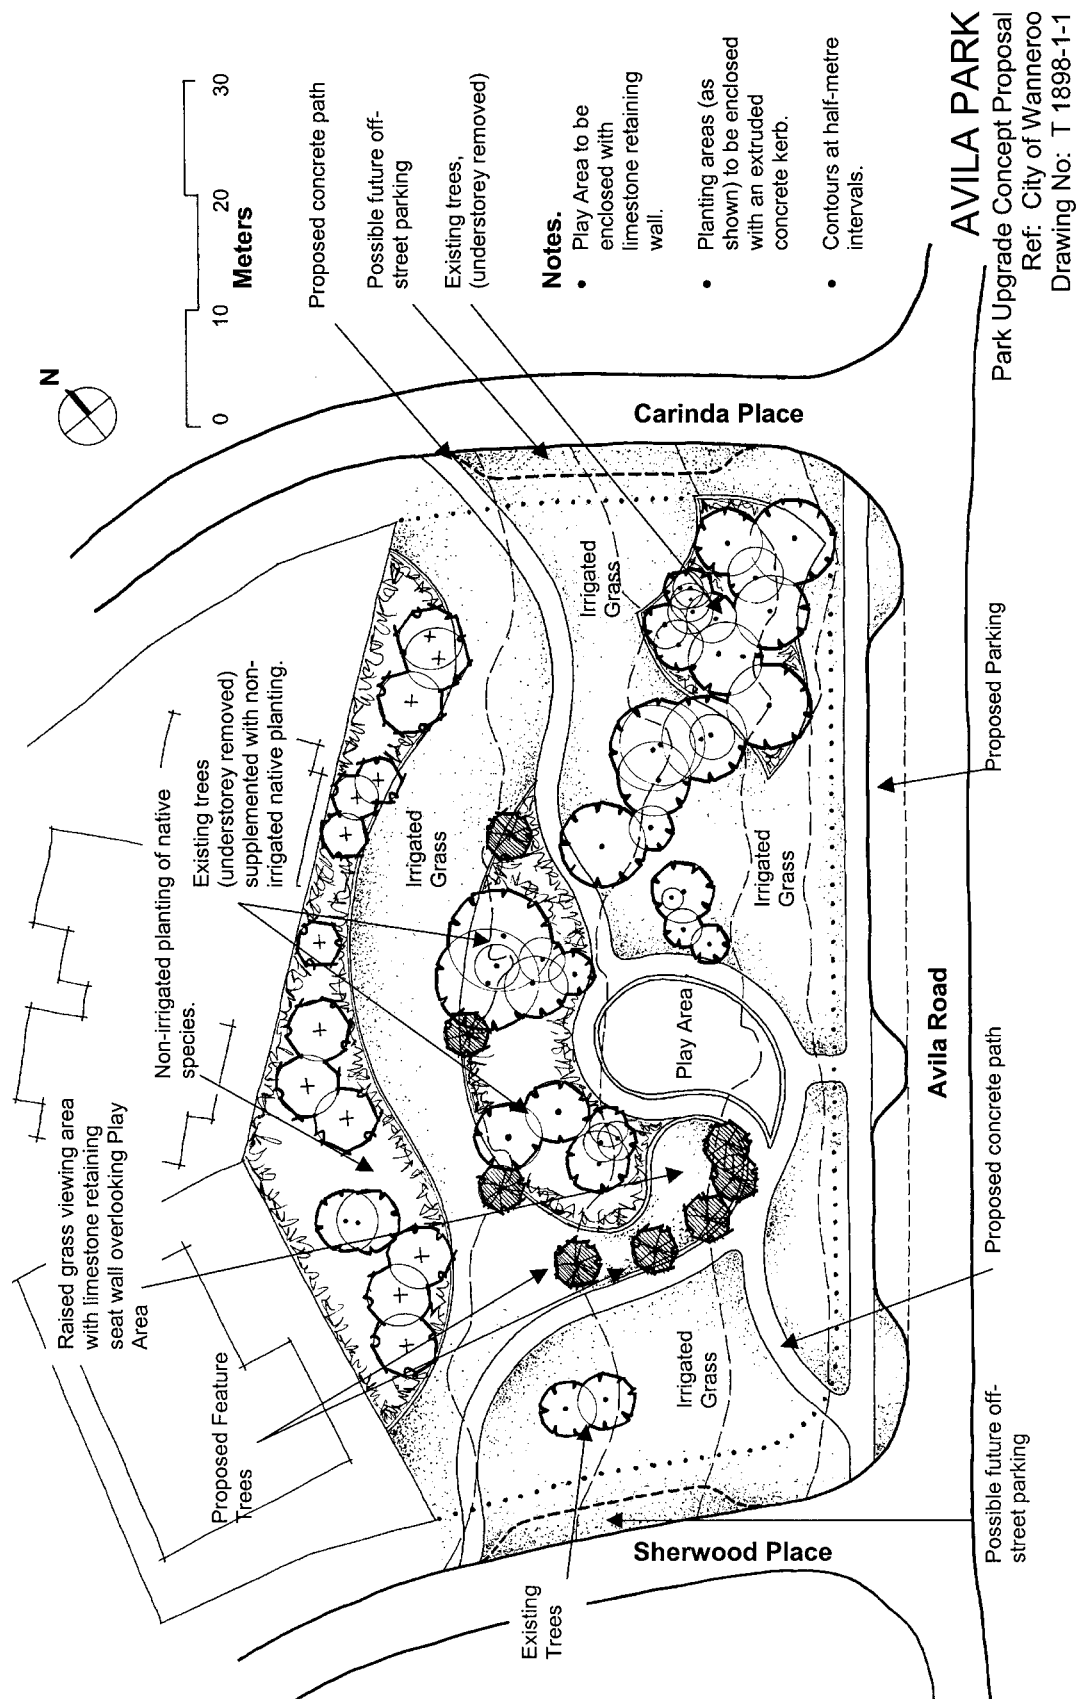 AVILA PARK
Park Upgrade Concept Proposal
Ref.  City of Wanneroo
Drawing No:  T 1898-1-1
N
0
10
20
30
Meters
Proposed concrete path
Possible future off-
street parking
Existing trees,
(understorey removed)
Notes.
• Play Area to be
enclosed with
limestone retaining
wall.
• Planting areas (as
shown) to be enclosed
with an extruded
concrete kerb.
• Contours at half-metre
intervals.
Raised grass viewing area
with limestone retaining
seat wall overlooking Play
Area
Non-irrigated planting of native
species.
Existing trees
(understorey removed)
supplemented with non-
irrigated native planting.
Proposed Feature
Trees
Existing
Trees
Irrigated
Grass
Irrigated
Grass
Irrigated
Grass
Irrigated
Grass
Play Area
Sherwood Place
Carinda Place
Avila Road
Possible future off-
street parking
Proposed concrete path
Proposed Parking